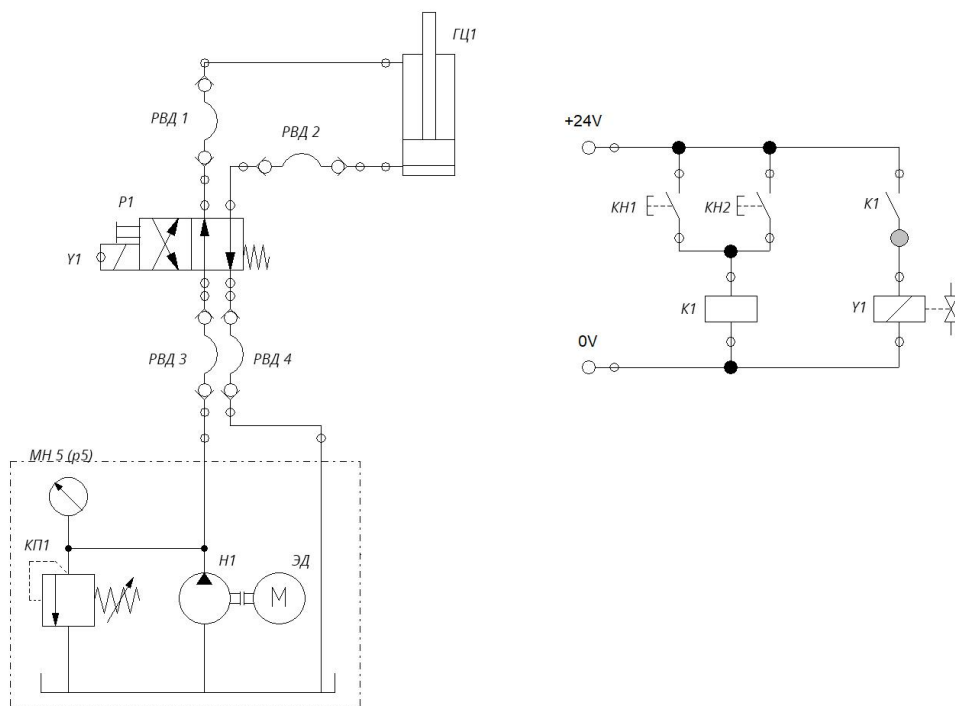 ГЦ1
РВД 1
РВД 2
Р1
Y1
РВД 3
РВД 4
МН 5 (р5)
КП1
Н1
ЭД
М
+24V
КН1
КН2
К1
К1
Y1
0V